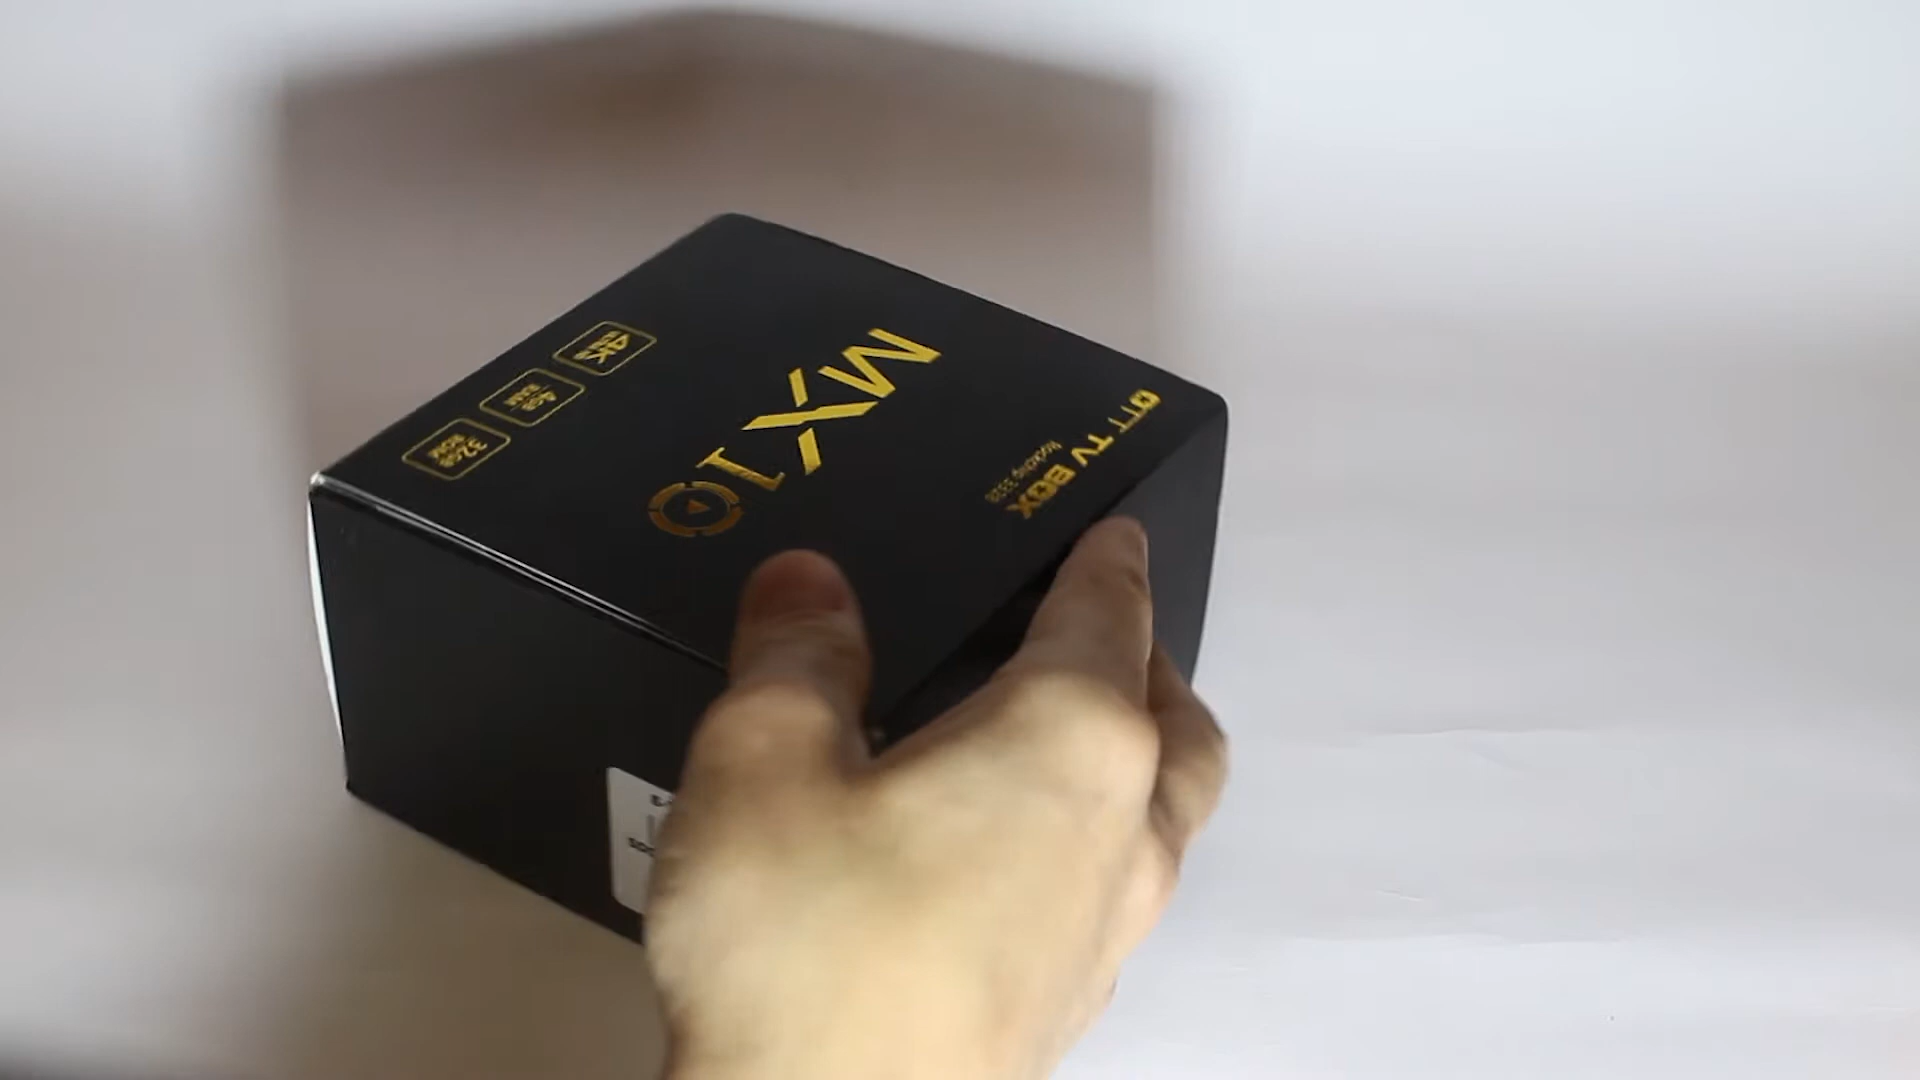 OTT TV BOX
Rockchip 3328
MX10
4K
4GB
RAM
32GB
ROM